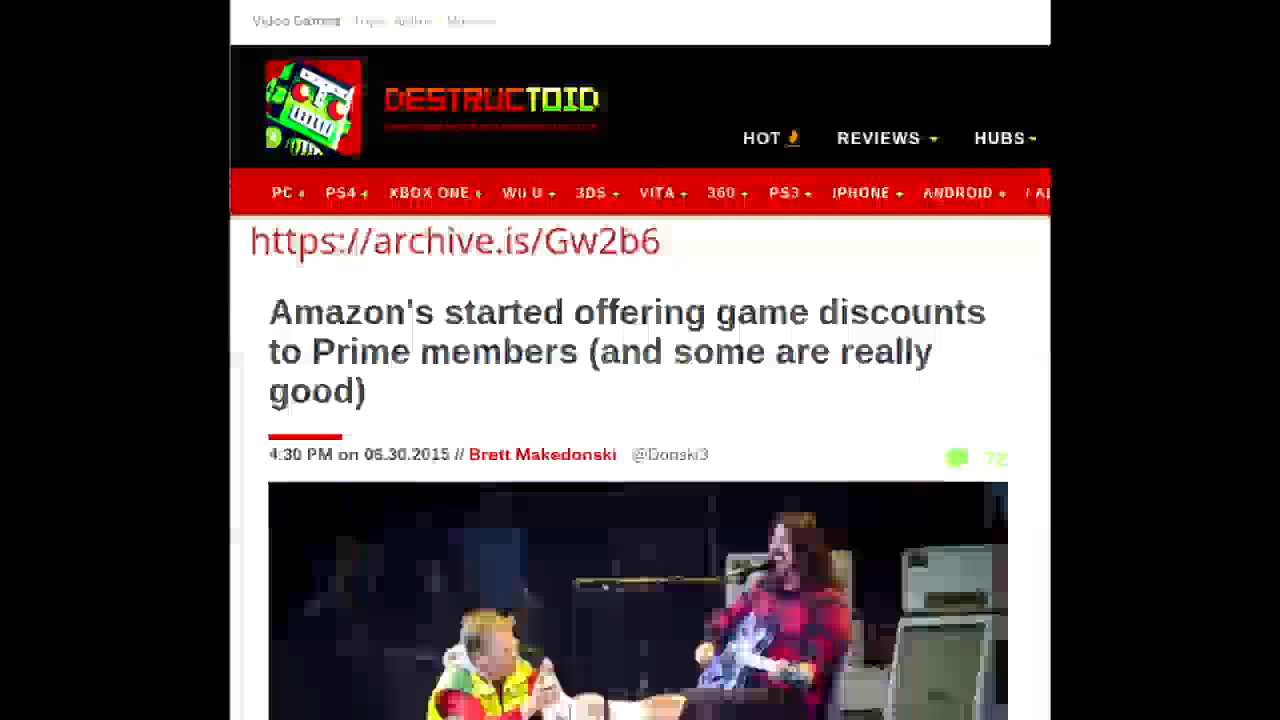 Video Games
DESTRUCTOID
HOT REVIEWS HUBS
PC PS4 XBOX ONE WII U 3DS VITA 360 PS3 IPHONE ANDROID
https://archive.is/Gw2b6
Amazon's started offering game discounts
to Prime members (and some are really
good)
4:30 PM on 06.30.2015 // Brett Makedonski @Donski3
72